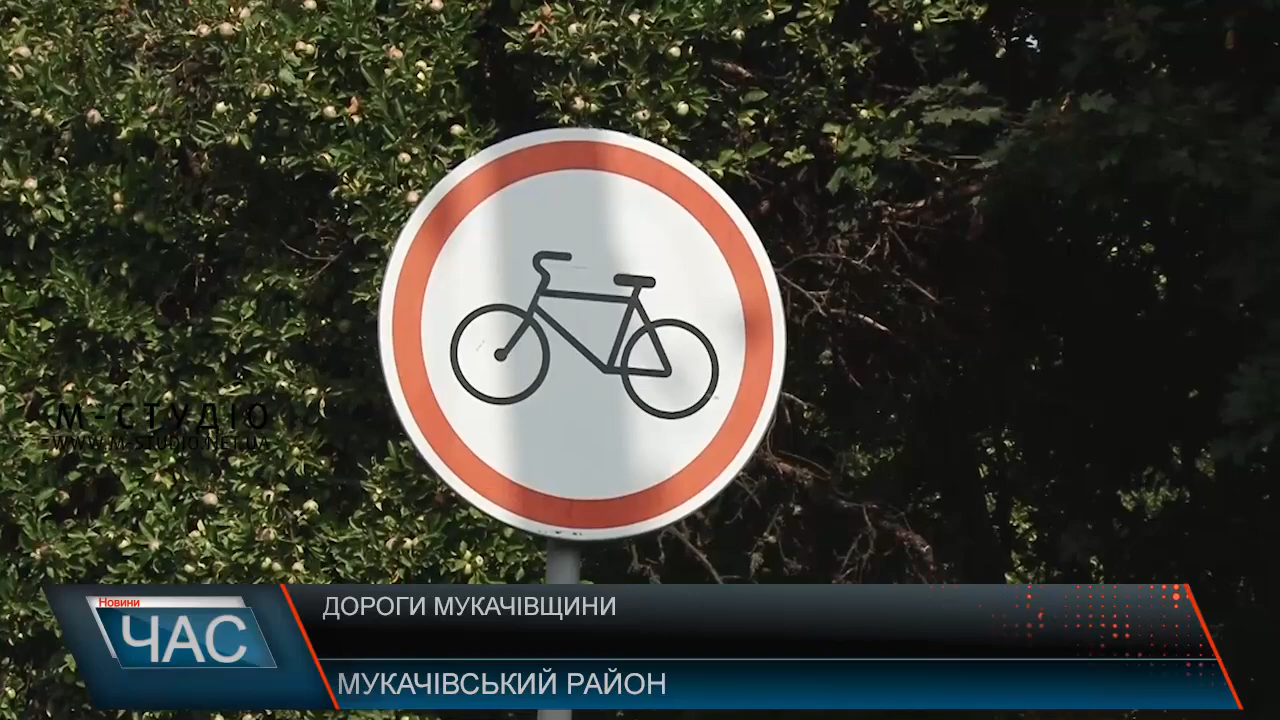 М-СТУДІО
WWW.M-STUDIO.NET.UA
Новини
ЧАС
ДОРОГИ МУКАЧІВЩИНИ
МУКАЧІВСЬКИЙ РАЙОН